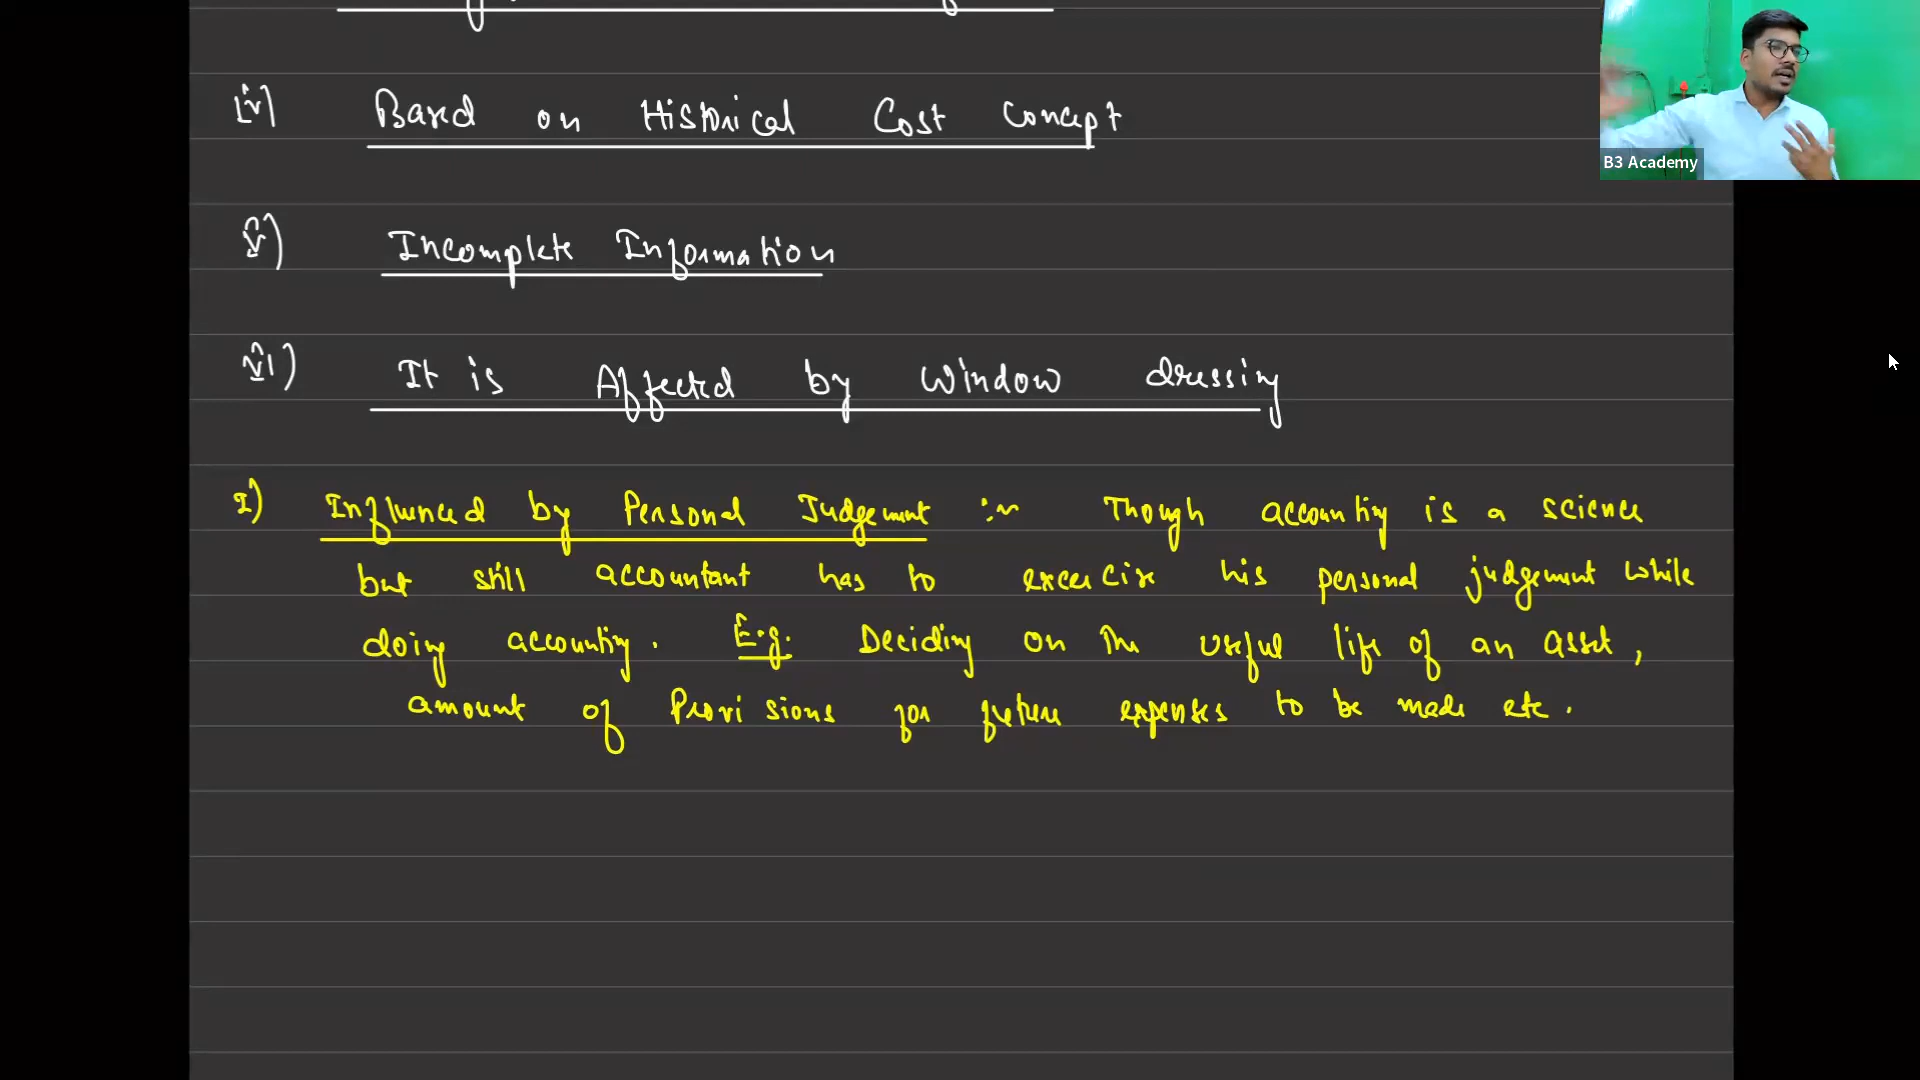 iv) Based on Historical Cost Concept
B3 Academy
v) Incomplete Information
vi) It is Affected by Window dressing
I) Influenced by Personal Judgement :- Though accounting is a science
but still accountant has to excercise his personal judgement while
doing accounting. E.g. Deciding on the useful life of an asset,
amount of Provisions for future expenses to be made etc.